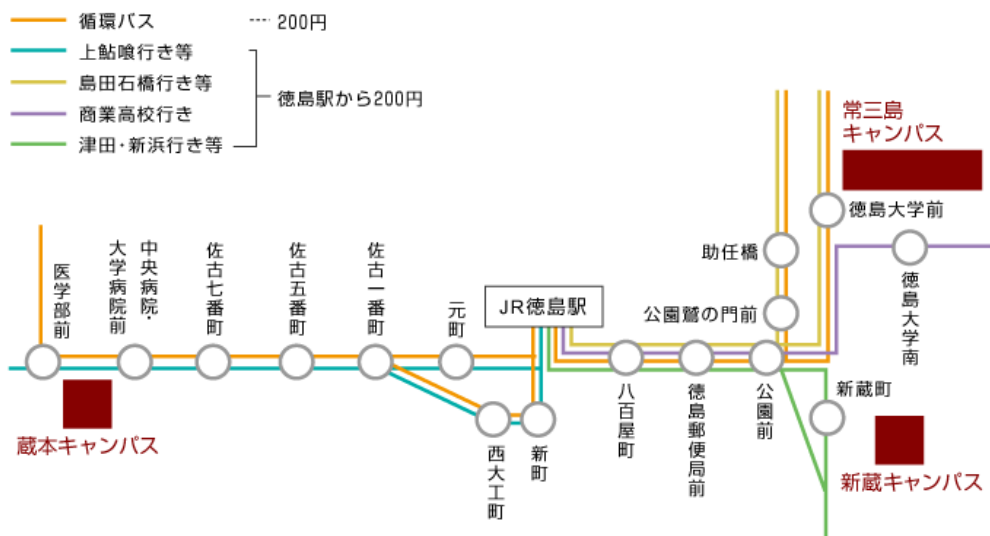 循環バス
200円
上鮎喰行き等
島田石橋行き等
商業高校行き
津田・新浜行き等
徳島駅から200円
常三島
キャンパス
徳島大学前
助任橋
公園鷲の門前
徳島大学南
JR徳島駅
医学部前
中央病院・
大学病院前
佐古七番町
佐古五番町
佐古一番町
元町
西大工町
新町
八百屋町
徳島郵便局前
公園前
新蔵町
蔵本キャンパス
新蔵キャンパス